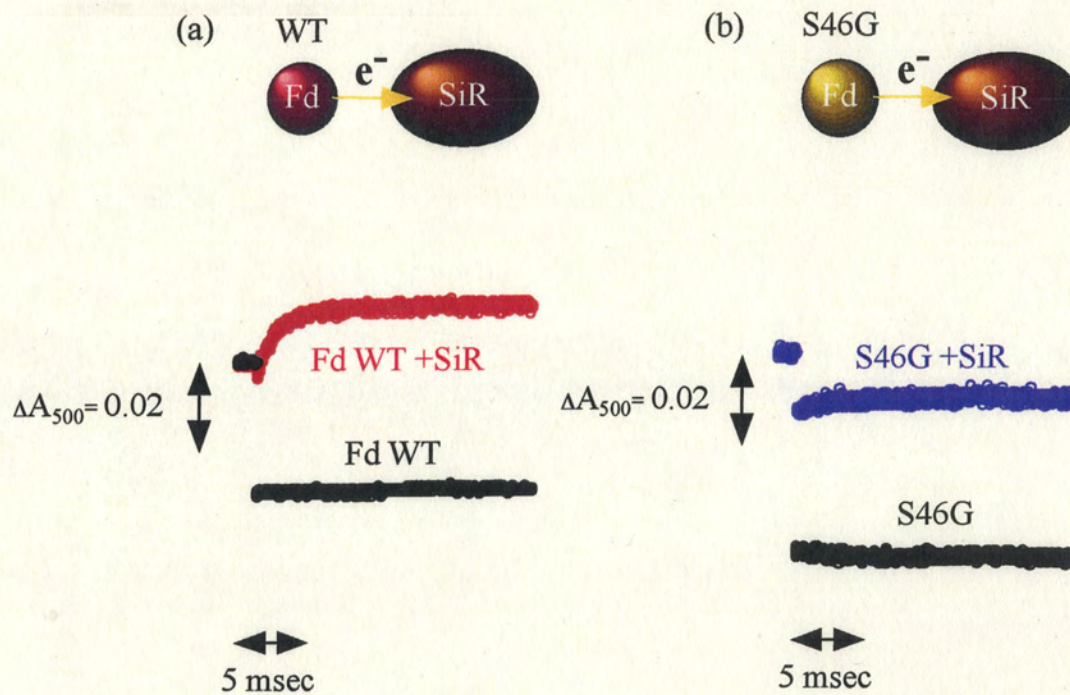 (a) WT
Fd e⁻ SiR
Fd WT +SiR
ΔA₅₀₀= 0.02
Fd WT
5 msec
(b) S46G
Fd e⁻ SiR
S46G +SiR
ΔA₅₀₀= 0.02
S46G
5 msec